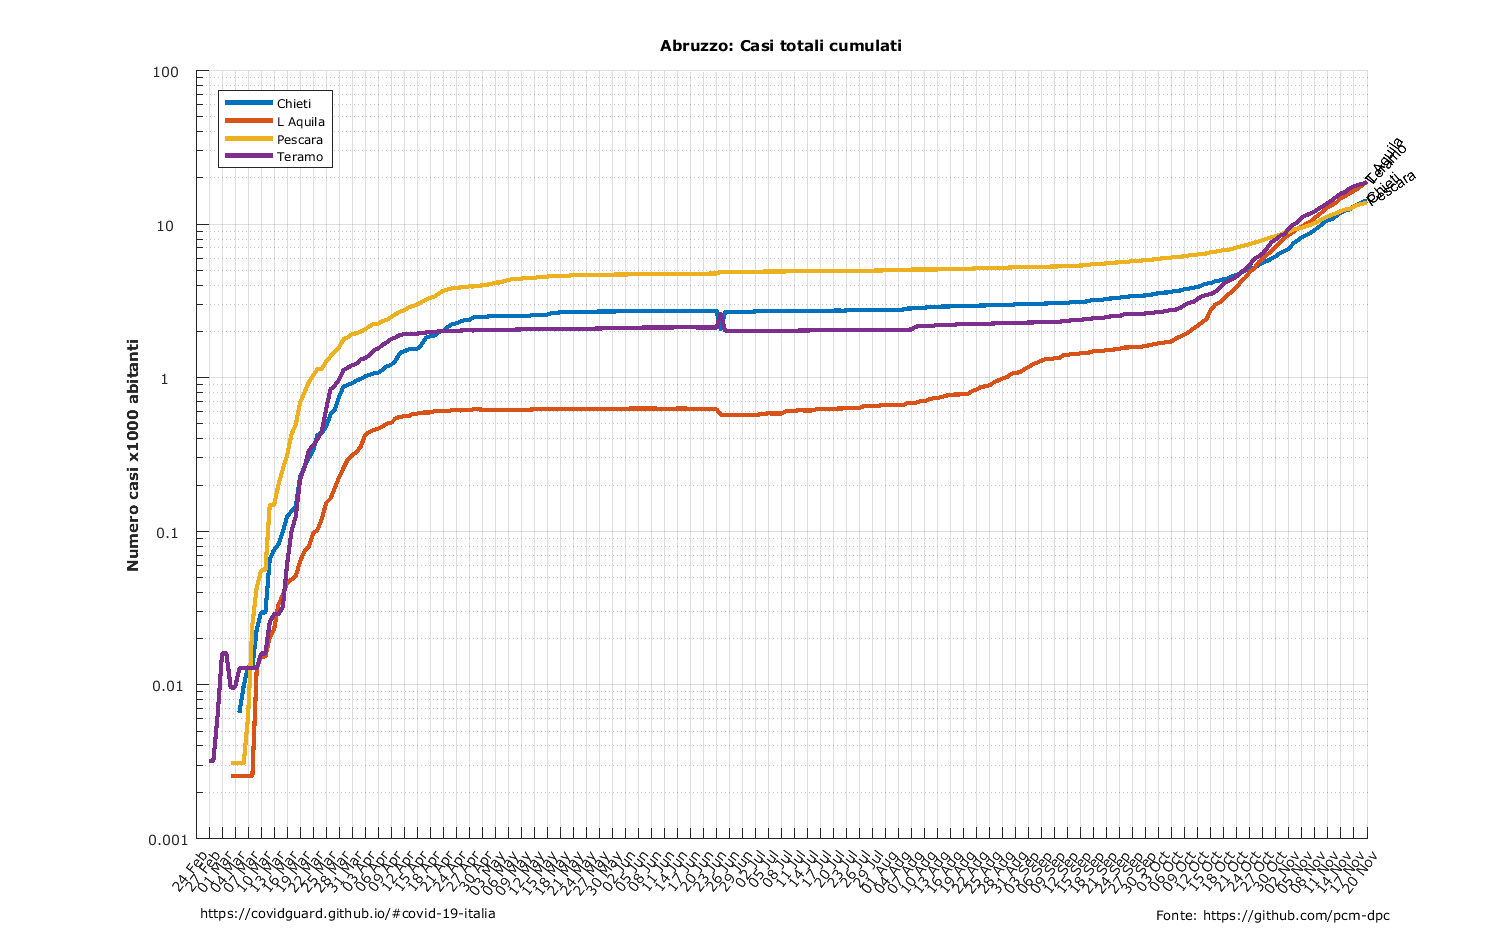 Abruzzo: Casi totali cumulati
100
10
1
0.1
0.01
0.001
Numero casi x1000 abitanti
Chieti
L Aquila
Pescara
Teramo
L Aquila
Teramo
Chieti
Pescara
24 Feb
27 Feb
01 Mar
04 Mar
07 Mar
10 Mar
13 Mar
16 Mar
19 Mar
22 Mar
25 Mar
28 Mar
31 Mar
03 Apr
06 Apr
09 Apr
12 Apr
15 Apr
18 Apr
21 Apr
24 Apr
27 Apr
30 Apr
03 May
06 May
09 May
12 May
15 May
18 May
21 May
24 May
27 May
30 May
02 Jun
05 Jun
08 Jun
11 Jun
14 Jun
17 Jun
20 Jun
23 Jun
26 Jun
29 Jun
02 Jul
05 Jul
08 Jul
11 Jul
14 Jul
17 Jul
20 Jul
23 Jul
26 Jul
29 Jul
01 Aug
04 Aug
07 Aug
10 Aug
13 Aug
16 Aug
19 Aug
22 Aug
25 Aug
28 Aug
31 Aug
03 Sep
06 Sep
09 Sep
12 Sep
15 Sep
18 Sep
21 Sep
24 Sep
27 Sep
30 Sep
03 Oct
06 Oct
09 Oct
12 Oct
15 Oct
18 Oct
21 Oct
24 Oct
27 Oct
30 Oct
02 Nov
05 Nov
08 Nov
11 Nov
14 Nov
17 Nov
20 Nov
https://covidguard.github.io/#covid-19-italia
Fonte: https://github.com/pcm-dpc